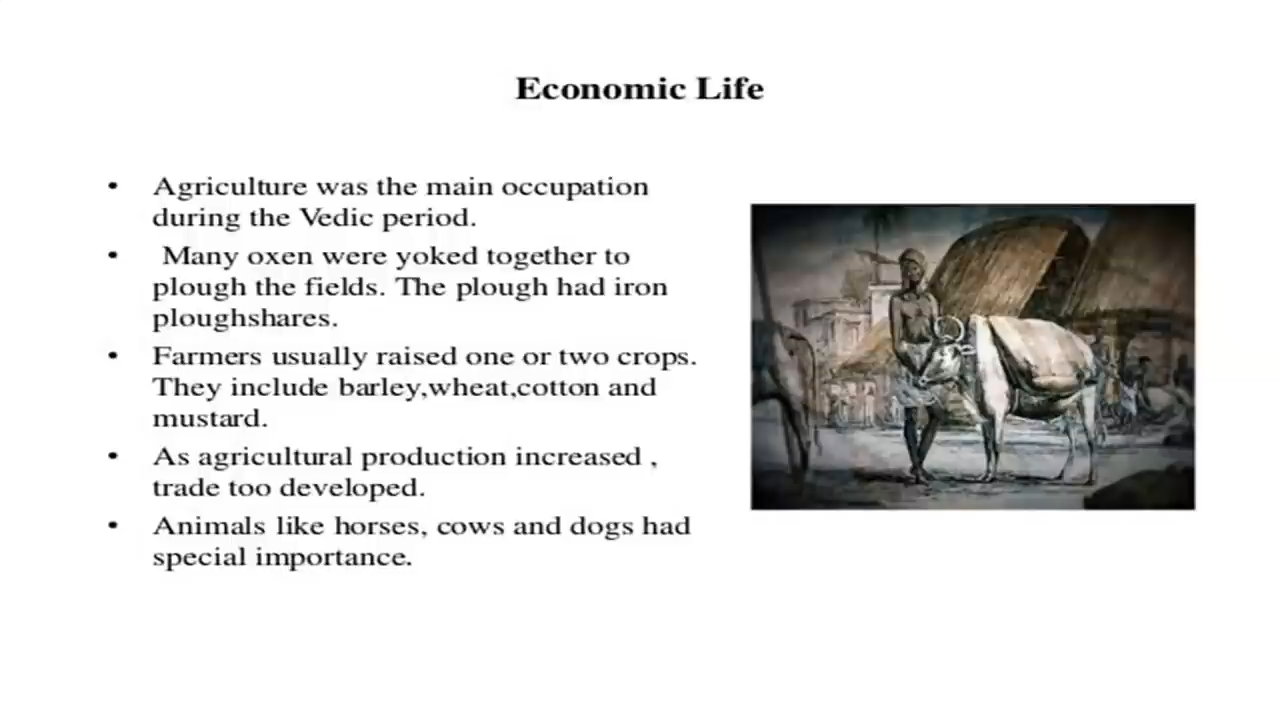 Economic Life
• Agriculture was the main occupation
during the Vedic period.
• Many oxen were yoked together to
plough the fields. The plough had iron
ploughshares.
• Farmers usually raised one or two crops.
They include barley,wheat,cotton and
mustard.
• As agricultural production increased ,
trade too developed.
• Animals like horses, cows and dogs had
special importance.